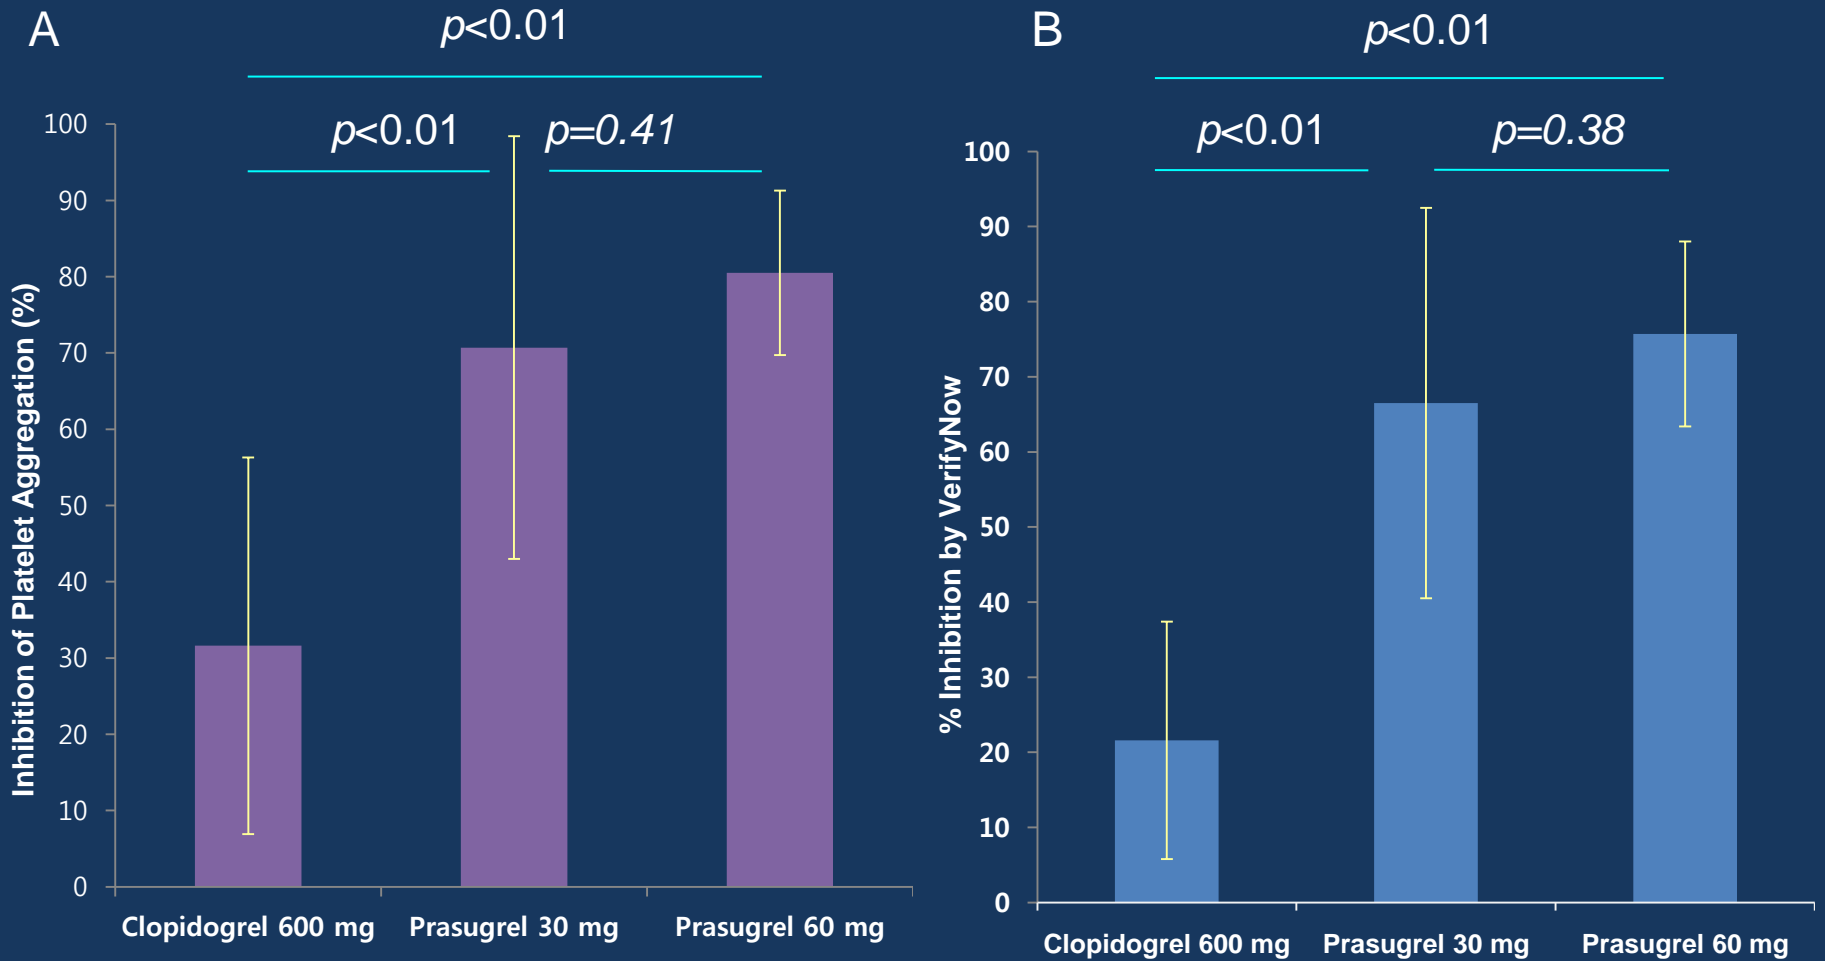 A
p<0.01
p<0.01
p=0.41
100
90
80
70
60
50
40
30
20
10
0
Inhibition of Platelet Aggregation (%)
Clopidogrel 600 mg
Prasugrel 30 mg
Prasugrel 60 mg
B
p<0.01
p<0.01
p=0.38
100
90
80
70
60
50
40
30
20
10
0
% Inhibition by VerifyNow
Clopidogrel 600 mg
Prasugrel 30 mg
Prasugrel 60 mg